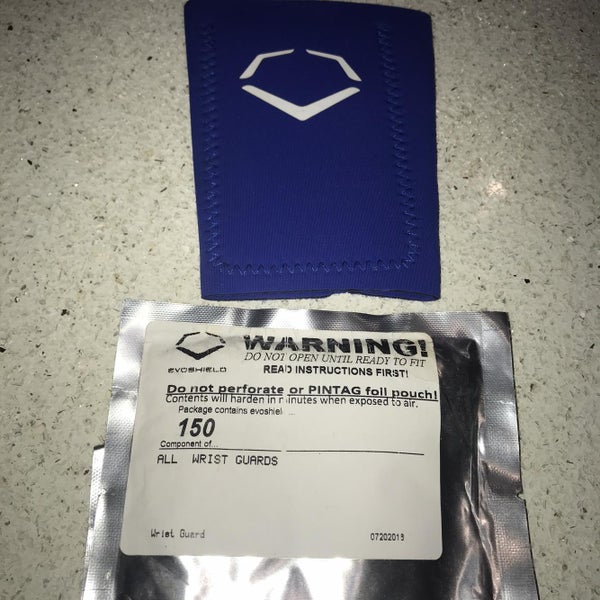 WARNING!
DO NOT OPEN UNTIL READY TO FIT
EVOSHIELD
READ INSTRUCTIONS FIRST!
Do not perforate or PINTAG foil pouch!
Contents will harden in minutes when exposed to air.
Package contains evoshiel ...
150
Component of...
ALL WRIST GUARDS
Wrist Guard 07202018